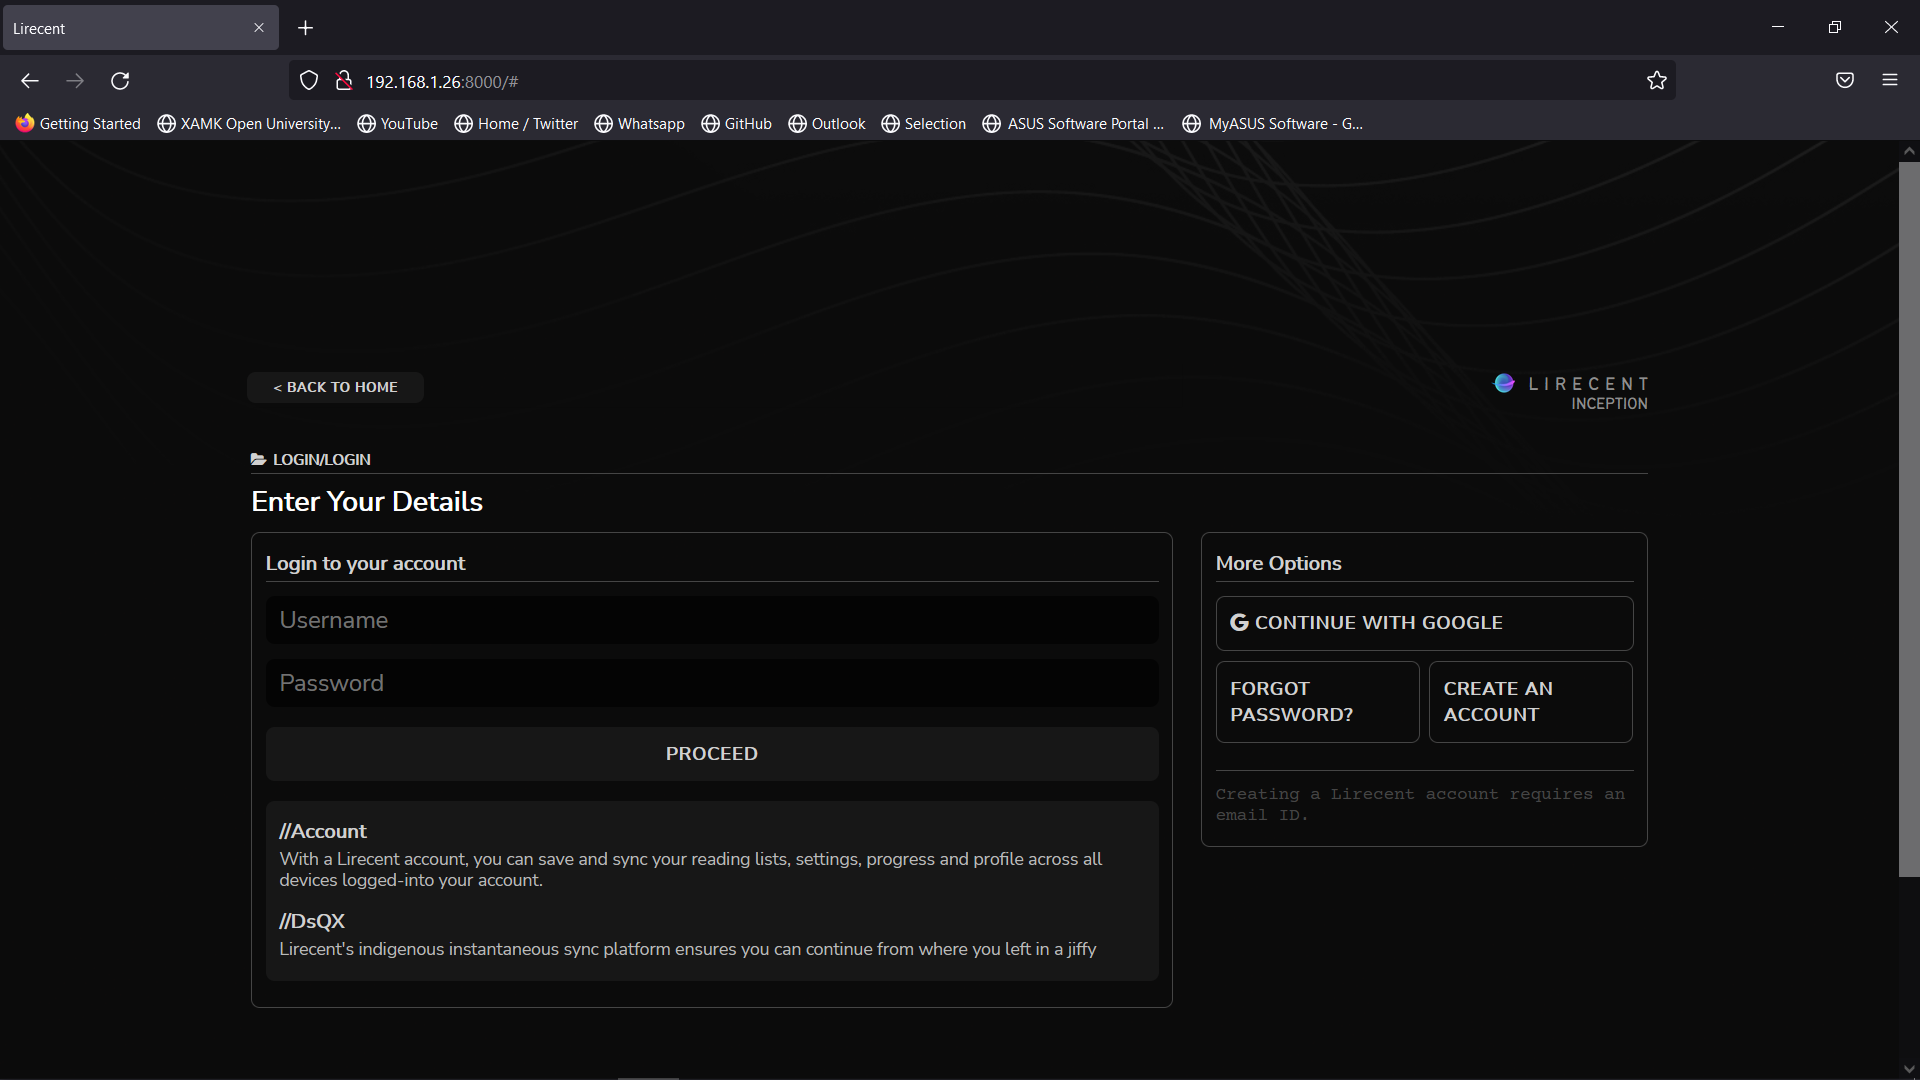 Lirecent
192.168.1.26:8000/#
Getting Started
XAMK Open University...
YouTube
Home / Twitter
Whatsapp
GitHub
Outlook
Selection
ASUS Software Portal ...
MyASUS Software - G...
< BACK TO HOME
LIRECENT
INCEPTION
LOGIN/LOGIN
Enter Your Details
Login to your account
Username
Password
PROCEED
//Account
With a Lirecent account, you can save and sync your reading lists, settings, progress and profile across all
devices logged-into your account.
//DsQX
Lirecent's indigenous instantaneous sync platform ensures you can continue from where you left in a jiffy
More Options
CONTINUE WITH GOOGLE
FORGOT
PASSWORD?
CREATE AN
ACCOUNT
Creating a Lirecent account requires an
email ID.